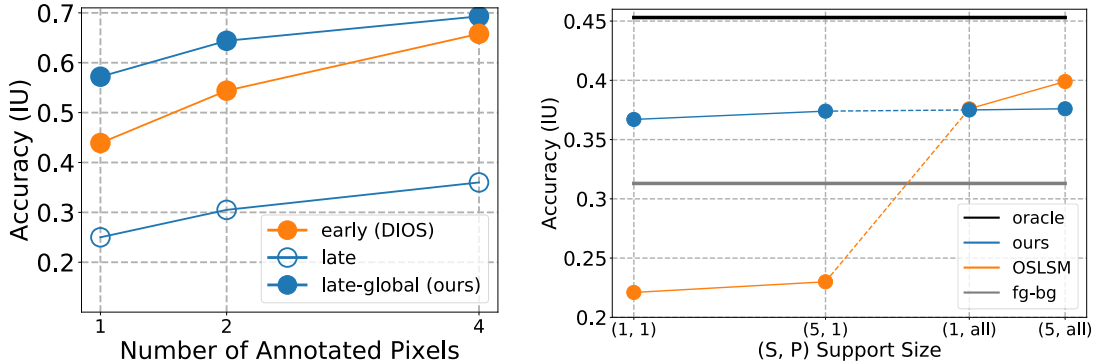 0.7
0.6
0.5
0.4
0.3
0.2
Accuracy (IU)
early (DIOS)
late
late-global (ours)
1
2
4
Number of Annotated Pixels
0.45
0.4
0.35
0.3
0.25
0.2
Accuracy (IU)
oracle
ours
OSLSM
fg-bg
(1, 1)
(5, 1)
(1, all)
(5, all)
(S, P) Support Size